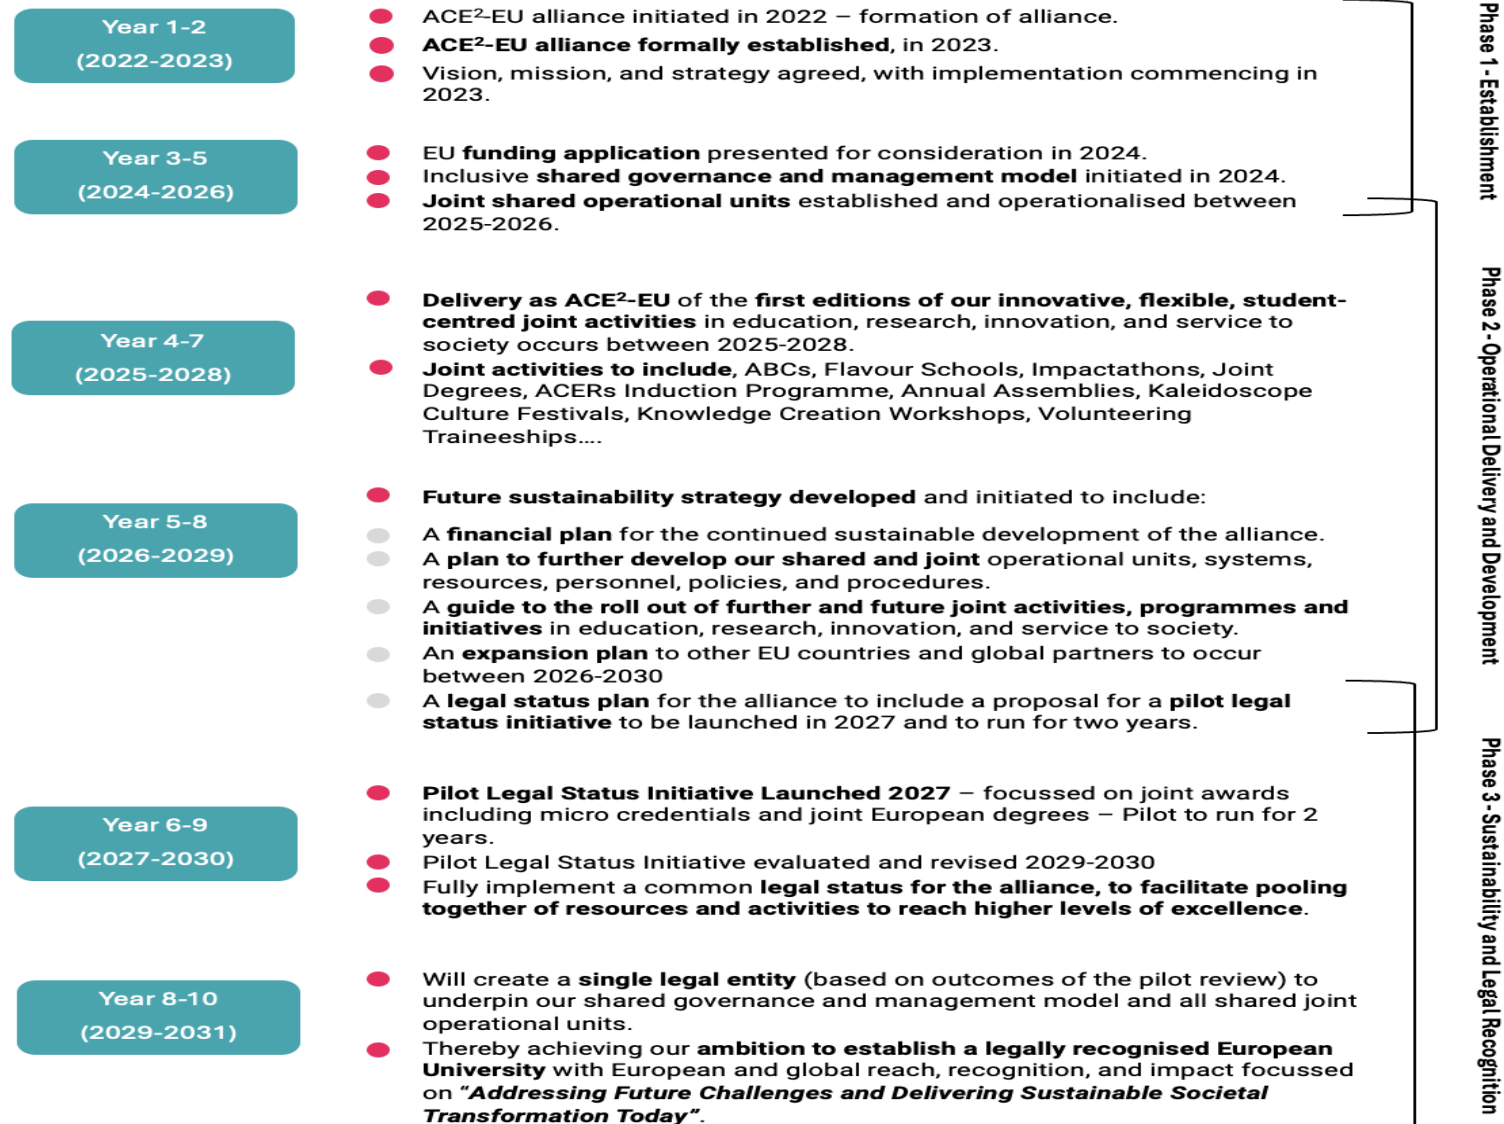 Year 1-2
(2022-2023)
ACE²-EU alliance initiated in 2022 – formation of alliance.
ACE²-EU alliance formally established, in 2023.
Vision, mission, and strategy agreed, with implementation commencing in
2023.
Year 3-5
(2024-2026)
EU funding application presented for consideration in 2024.
Inclusive shared governance and management model initiated in 2024.
Joint shared operational units established and operationalised between
2025-2026.
Phase 1 - Establishment
Year 4-7
(2025-2028)
Delivery as ACE²-EU of the first editions of our innovative, flexible, student-
centred joint activities in education, research, innovation, and service to
society occurs between 2025-2028.
Joint activities to include, ABCs, Flavour Schools, Impactathons, Joint
Degrees, ACERs Induction Programme, Annual Assemblies, Kaleidoscope
Culture Festivals, Knowledge Creation Workshops, Volunteering
Traineeships….
Year 5-8
(2026-2029)
Future sustainability strategy developed and initiated to include:
A financial plan for the continued sustainable development of the alliance.
A plan to further develop our shared and joint operational units, systems,
resources, personnel, policies, and procedures.
A guide to the roll out of further and future joint activities, programmes and
initiatives in education, research, innovation, and service to society.
An expansion plan to other EU countries and global partners to occur
between 2026-2030
A legal status plan for the alliance to include a proposal for a pilot legal
status initiative to be launched in 2027 and to run for two years.
Phase 2 - Operational Delivery and Development
Year 6-9
(2027-2030)
Pilot Legal Status Initiative Launched 2027 – focussed on joint awards
including micro credentials and joint European degrees – Pilot to run for 2
years.
Pilot Legal Status Initiative evaluated and revised 2029-2030
Fully implement a common legal status for the alliance, to facilitate pooling
together of resources and activities to reach higher levels of excellence.
Year 8-10
(2029-2031)
Will create a single legal entity (based on outcomes of the pilot review) to
underpin our shared governance and management model and all shared joint
operational units.
Thereby achieving our ambition to establish a legally recognised European
University with European and global reach, recognition, and impact focussed
on “Addressing Future Challenges and Delivering Sustainable Societal
Transformation Today”.
Phase 3 - Sustainability and Legal Recognition